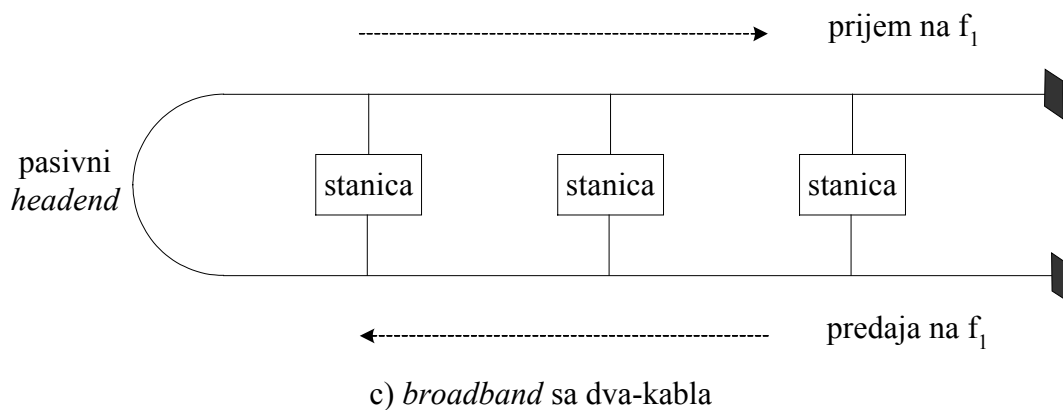 prijem na f₁
pasivni
headend
stanica stanica stanica
predaja na f₁
c) broadband sa dva-kabla